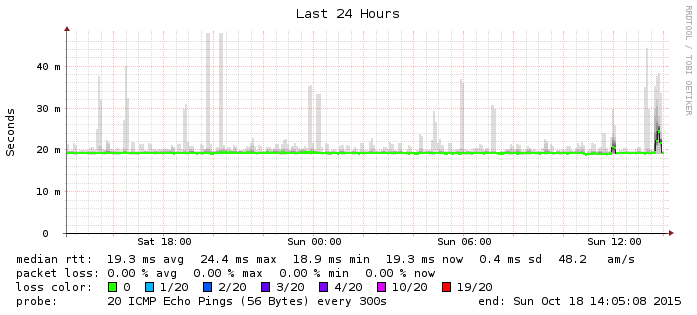 Last 24 Hours
RRDTOOL / TOBI OETIKER
Seconds
40 m
30 m
20 m
10 m
0
Sat 18:00 Sun 00:00 Sun 06:00 Sun 12:00
median rtt: 19.3 ms avg 24.4 ms max 18.9 ms min 19.3 ms now 0.4 ms sd 48.2 am/s
packet loss: 0.00 % avg 0.00 % max 0.00 % min 0.00 % now
loss color: 0 1/20 2/20 3/20 4/20 10/20 19/20
probe: 20 ICMP Echo Pings (56 Bytes) every 300s end: Sun Oct 18 14:05:08 2015